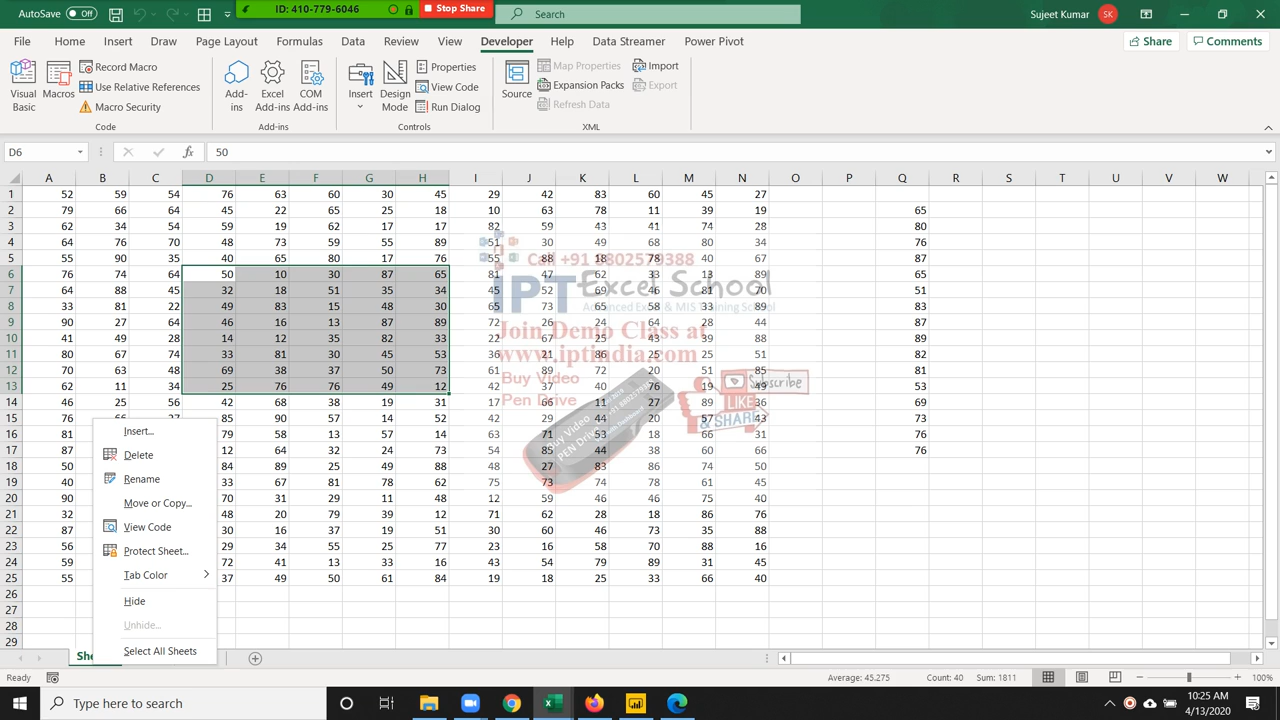 AutoSave Off ID: 410-779-6046 Stop Share Search Sujeet Kumar SK
File Home Insert Draw Page Layout Formulas Data Review View Developer Help Data Streamer Power Pivot Share Comments
Visual Basic Macros Record Macro Use Relative References Macro Security Code
Add-ins Excel Add-ins COM Add-ins Add-ins
Insert Design Mode Properties View Code Run Dialog Controls
Source Map Properties Expansion Packs Refresh Data Import Export XML
D6 fx 50
A B C D E F G H I J K L M N O P Q R S T U V W
1 52 59 54 76 63 60 30 45 29 42 83 60 45 27
2 79 66 64 45 22 65 25 18 10 63 78 11 39 19 65
3 62 34 54 59 19 62 17 17 82 59 43 41 74 28 80
4 64 76 70 48 73 59 55 89 51 30 49 68 80 34 76
5 55 90 35 40 65 80 17 76 55 88 18 78 40 67 87
6 76 74 64 50 10 30 87 65 81 47 62 33 13 89 65
7 64 88 45 32 18 51 35 34 45 52 69 46 81 70 51
8 33 81 22 49 83 15 48 30 65 73 65 58 33 89 83
9 90 27 64 46 16 13 87 89 72 26 24 64 28 44 87
10 41 49 28 14 12 35 82 33 22 67 25 43 39 88 89
11 80 67 74 33 81 30 45 53 36 21 86 25 25 51 82
12 70 63 35 69 38 37 50 73 61 89 72 30 51 85 81
13 62 11 34 25 76 76 49 12 42 37 40 76 19 49 53
14 46 25 56 42 68 38 19 31 17 66 11 27 89 36 69
15 76 66 27 85 90 57 14 42 29 44 20 57 43 73
16 81 79 58 13 57 14 63 71 53 18 66 31 76
17 87 12 64 32 24 73 54 85 44 38 60 66 76
18 50 84 89 25 49 88 48 27 83 86 74 50
19 40 33 67 81 78 62 75 73 74 78 61 45
20 90 70 31 29 11 48 12 59 46 46 75 40
21 32 48 20 79 39 12 71 62 28 18 86 76
22 87 30 16 37 19 51 30 60 46 73 35 88
23 56 29 34 55 25 77 23 16 58 70 88 16
24 59 72 41 13 33 16 43 54 79 89 31 45
25 55 37 49 50 61 84 19 18 25 33 66 40
26
27
28
29
Call +91 8802579388
IPT Excel School
Advanced Excel & MIS Training School
Join Demo Class at
www.iptindia.com
Buy Video
Pen Drive
Buy Video
PEN Drive
Subscribe
LIKE
& SHARE
Insert...
Delete
Rename
Move or Copy...
View Code
Protect Sheet...
Tab Color
Hide
Unhide...
Select All Sheets
Ready Average: 45.275 Count: 40 Sum: 1811 100%
Type here to search 10:25 AM
4/13/2020